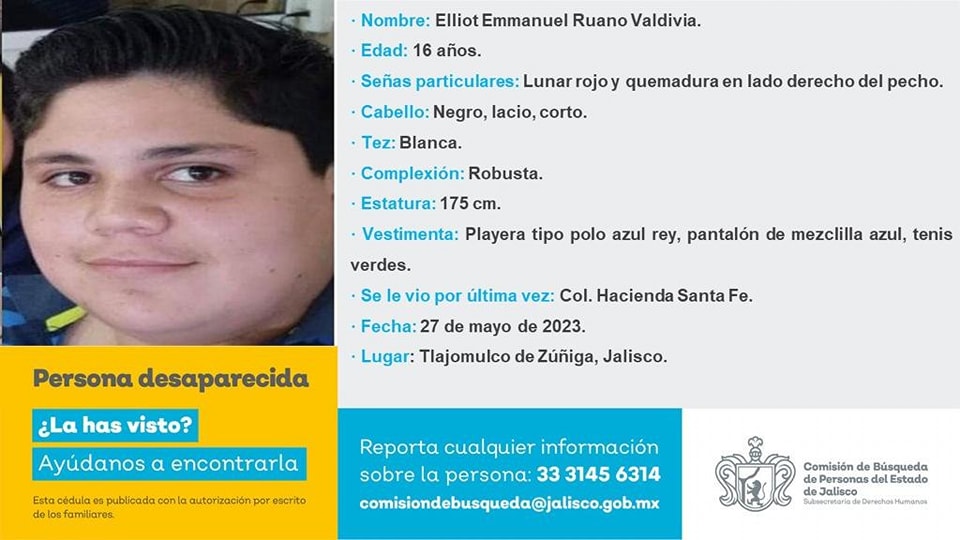 · Nombre: Elliot Emmanuel Ruano Valdivia.
· Edad: 16 años.
· Señas particulares: Lunar rojo y quemadura en lado derecho del pecho.
· Cabello: Negro, lacio, corto.
· Tez: Blanca.
· Complexión: Robusta.
· Estatura: 175 cm.
· Vestimenta: Playera tipo polo azul rey, pantalón de mezclilla azul, tenis
verdes.
· Se le vio por última vez: Col. Hacienda Santa Fe.
· Fecha: 27 de mayo de 2023.
· Lugar: Tlajomulco de Zúñiga, Jalisco.
Persona desaparecida
¿La has visto?
Ayúdanos a encontrarla
Esta cédula es publicada con la autorización por escrito
de los familiares.
Reporta cualquier información
sobre la persona: 33 3145 6314
comisiondebusqueda@jalisco.gob.mx
Comisión de Búsqueda
de Personas del Estado
de Jalisco
Subsecretaría de Derechos Humanos